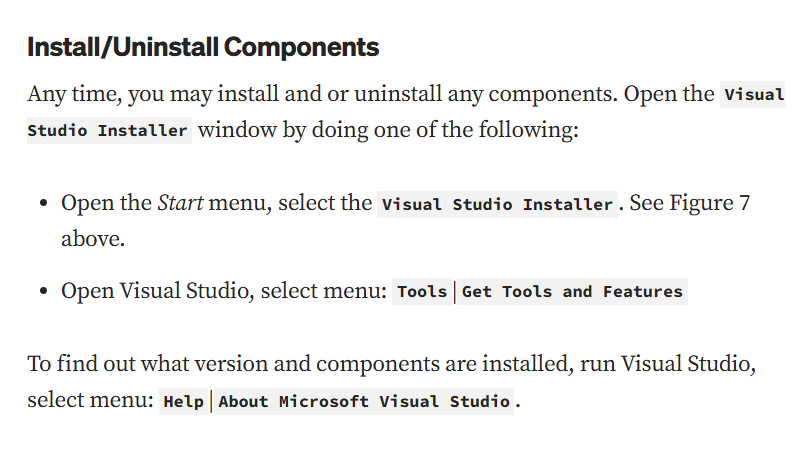 Install/Uninstall Components
Any time, you may install and or uninstall any components. Open the Visual
Studio Installer window by doing one of the following:
• Open the Start menu, select the Visual Studio Installer. See Figure 7
above.
• Open Visual Studio, select menu: Tools|Get Tools and Features
To find out what version and components are installed, run Visual Studio,
select menu: Help|About Microsoft Visual Studio.